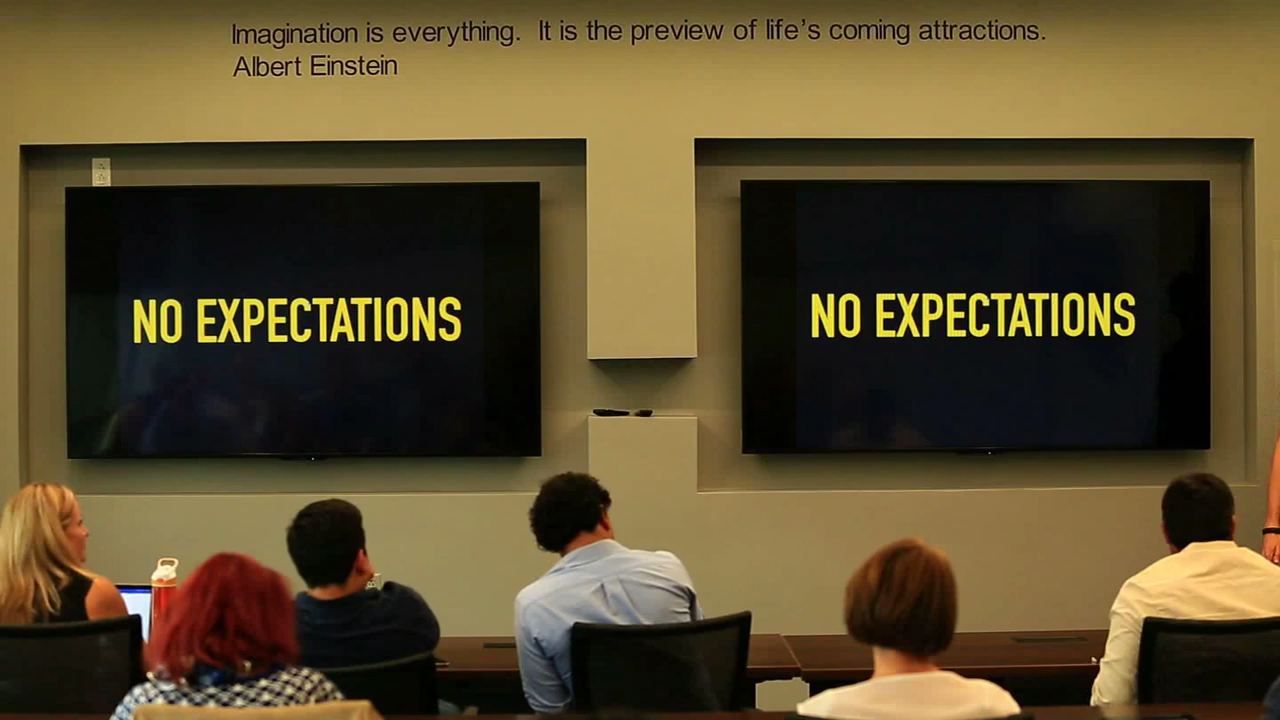 Imagination is everything. It is the preview of life's coming attractions.
Albert Einstein
NO EXPECTATIONS
NO EXPECTATIONS